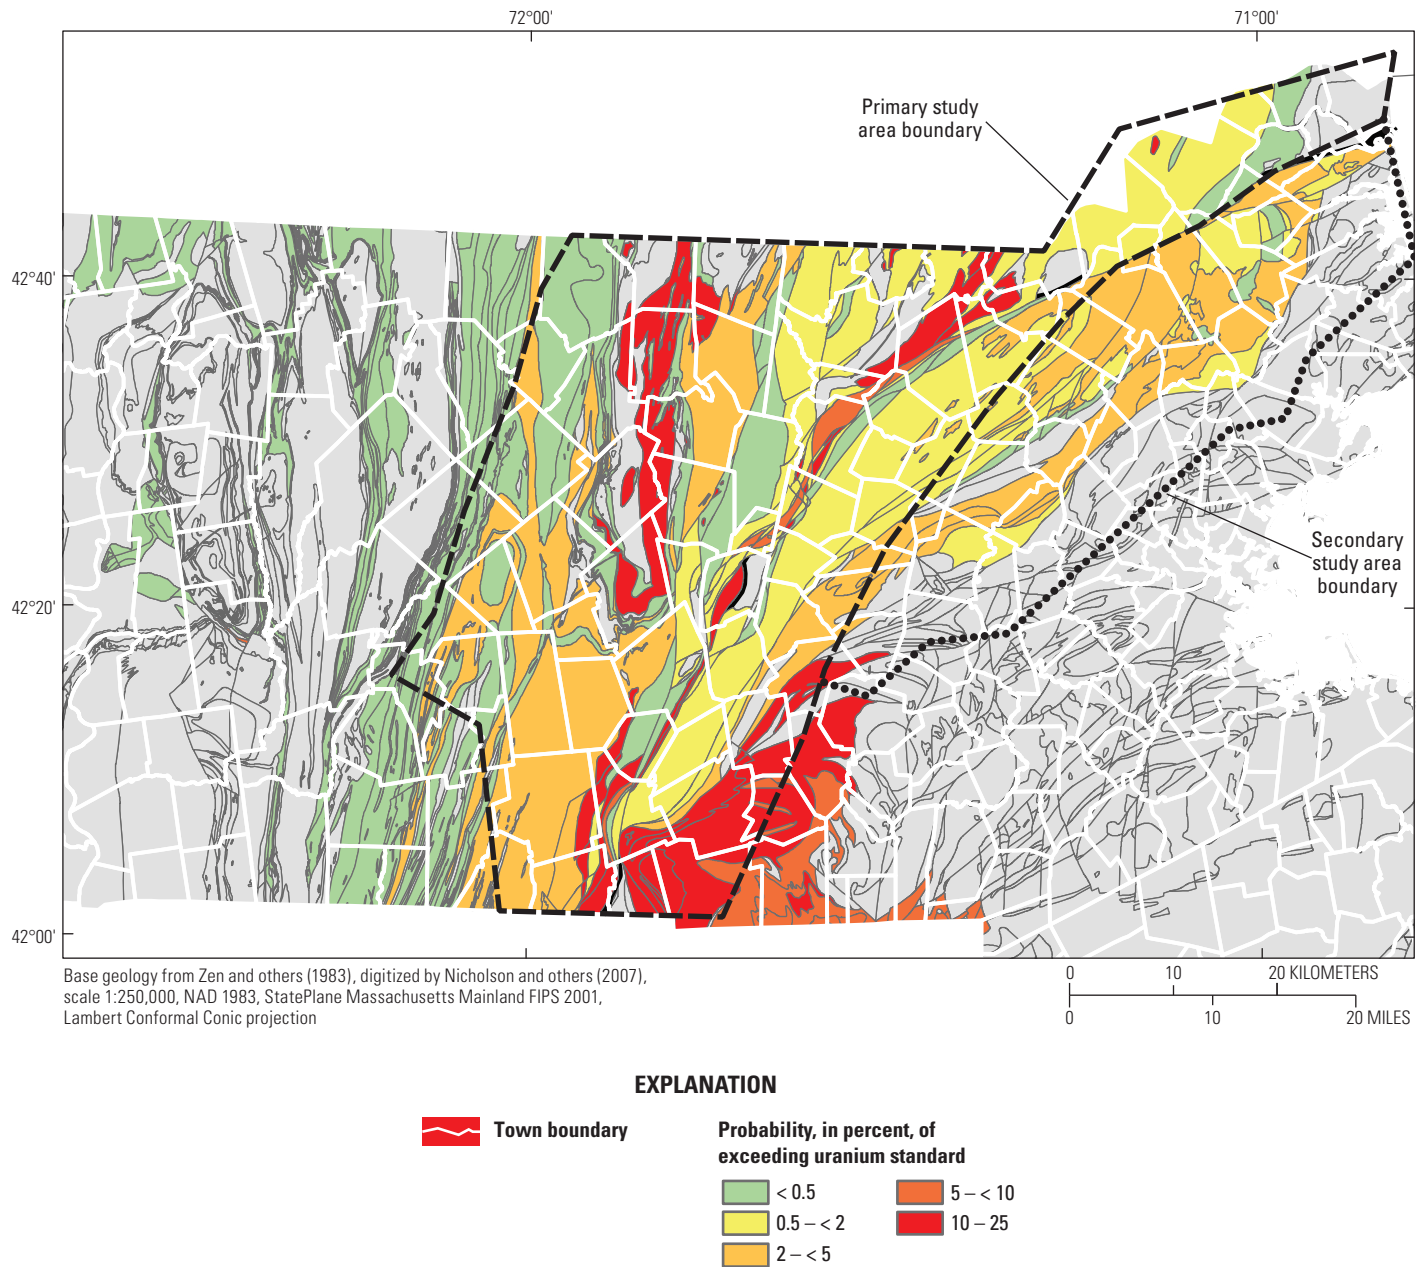 72°00'
71°00'
Primary study
area boundary
42°40'
Secondary
study area
boundary
42°20'
42°00'
Base geology from Zen and others (1983), digitized by Nicholson and others (2007),
scale 1:250,000, NAD 1983, StatePlane Massachusetts Mainland FIPS 2001,
Lambert Conformal Conic projection
0 10 20 KILOMETERS
0 10 20 MILES
EXPLANATION
Town boundary
Probability, in percent, of
exceeding uranium standard
< 0.5
0.5 – < 2
2 – < 5
5 – < 10
10 – 25